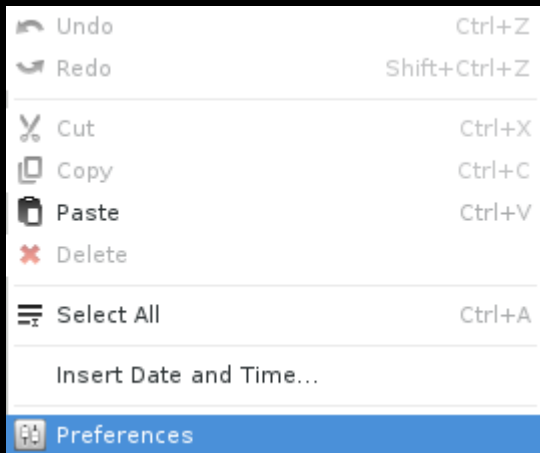 Undo Ctrl+Z
Redo Shift+Ctrl+Z
Cut Ctrl+X
Copy Ctrl+C
Paste Ctrl+V
Delete
Select All Ctrl+A
Insert Date and Time...
Preferences